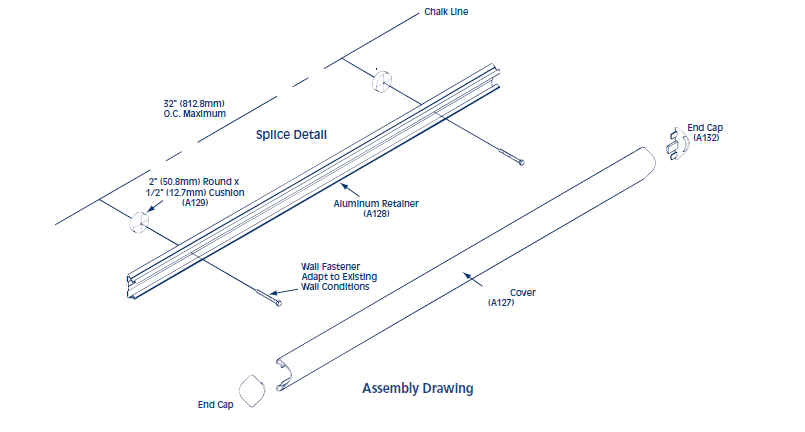 Chalk Line
32" (812.8mm)
O.C. Maximum
Splice Detail
End Cap
(A132)
2" (50.8mm) Round x
1/2" (12.7mm) Cushion
(A129)
Aluminum Retainer
(A128)
Wall Fastener
Adapt to Existing
Wall Conditions
Cover
(A127)
Assembly Drawing
End Cap